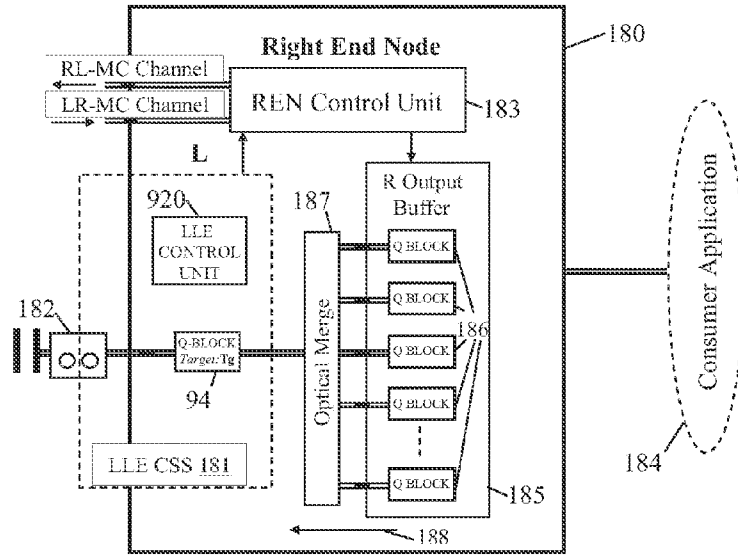 180
Right End Node
RL-MC Channel
LR-MC Channel
REN Control Unit
183
L
920
LLE
CONTROL
UNIT
187
R Output
Buffer
Q BLOCK
Q BLOCK
Q BLOCK
Q BLOCK
Q BLOCK
186
182
Q-BLOCK
Target:Tg
94
Optical Merge
LLE CSS 181
185
188
Consumer Application
184